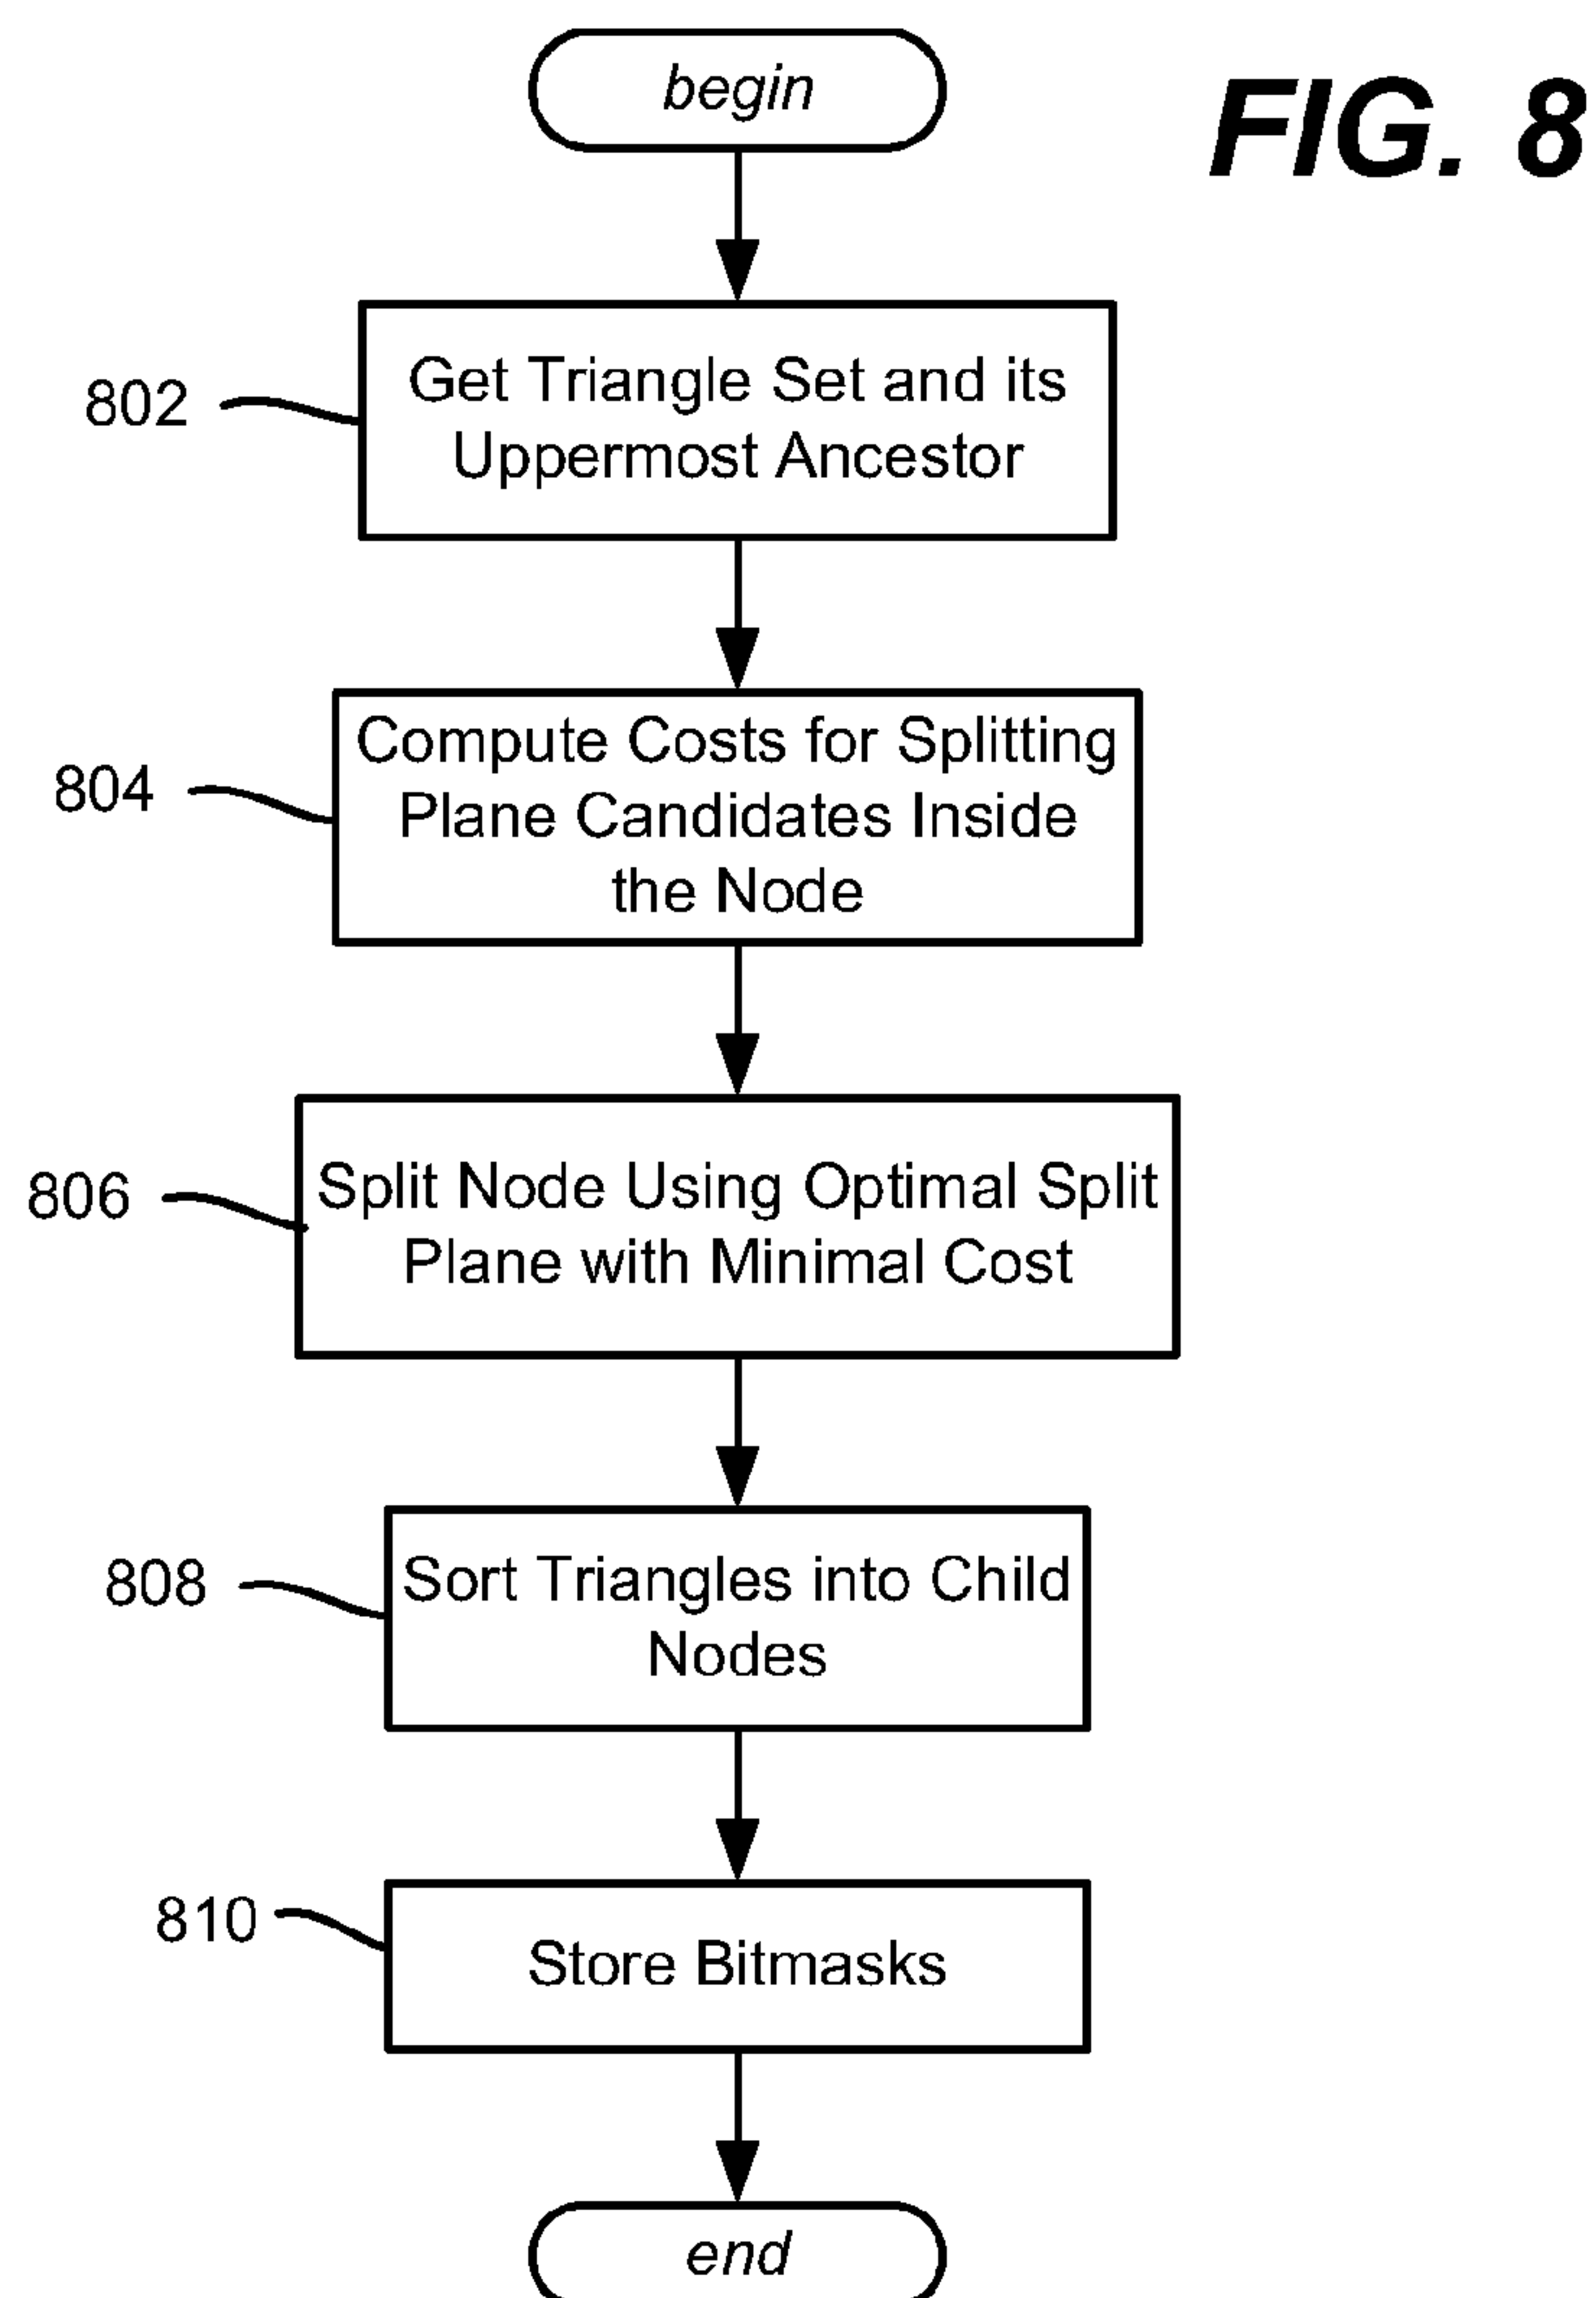 begin
FIG. 8
802
Get Triangle Set and its
Uppermost Ancestor
804
Compute Costs for Splitting
Plane Candidates Inside
the Node
806
Split Node Using Optimal Split
Plane with Minimal Cost
808
Sort Triangles into Child
Nodes
810
Store Bitmasks
end